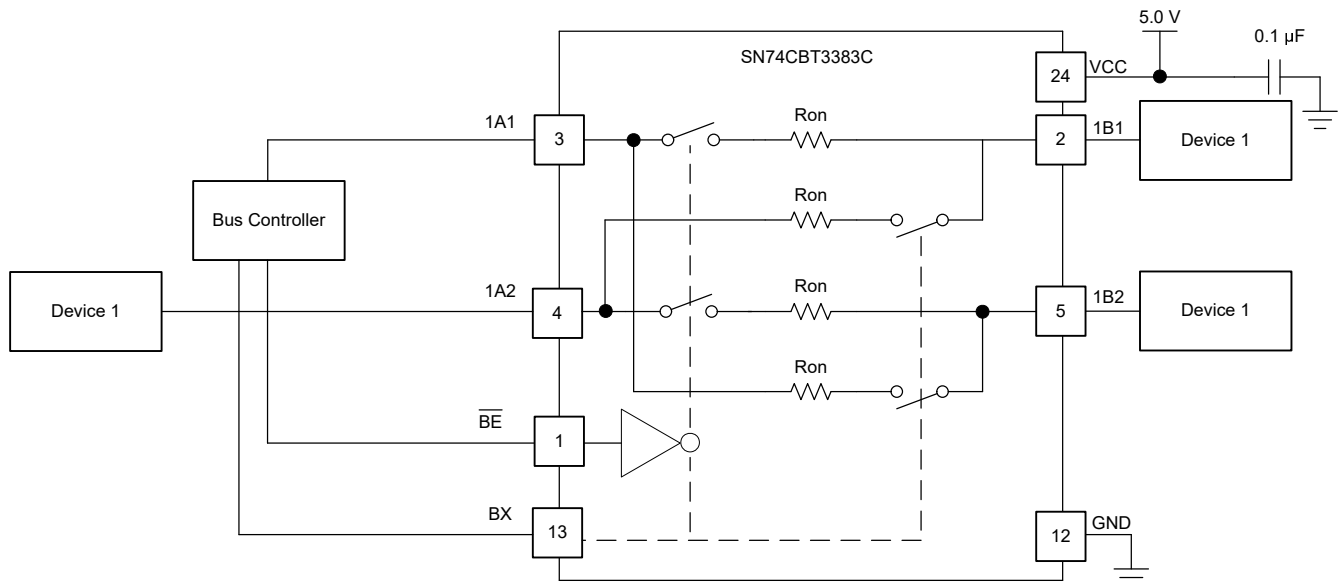 5.0 V
0.1 µF
SN74CBT3383C
24
VCC
1A1
3
Ron
2
1B1
Device 1
Bus Controller
Ron
Device 1
1A2
4
Ron
5
1B2
Device 1
Ron
BE
1
BX
13
12
GND